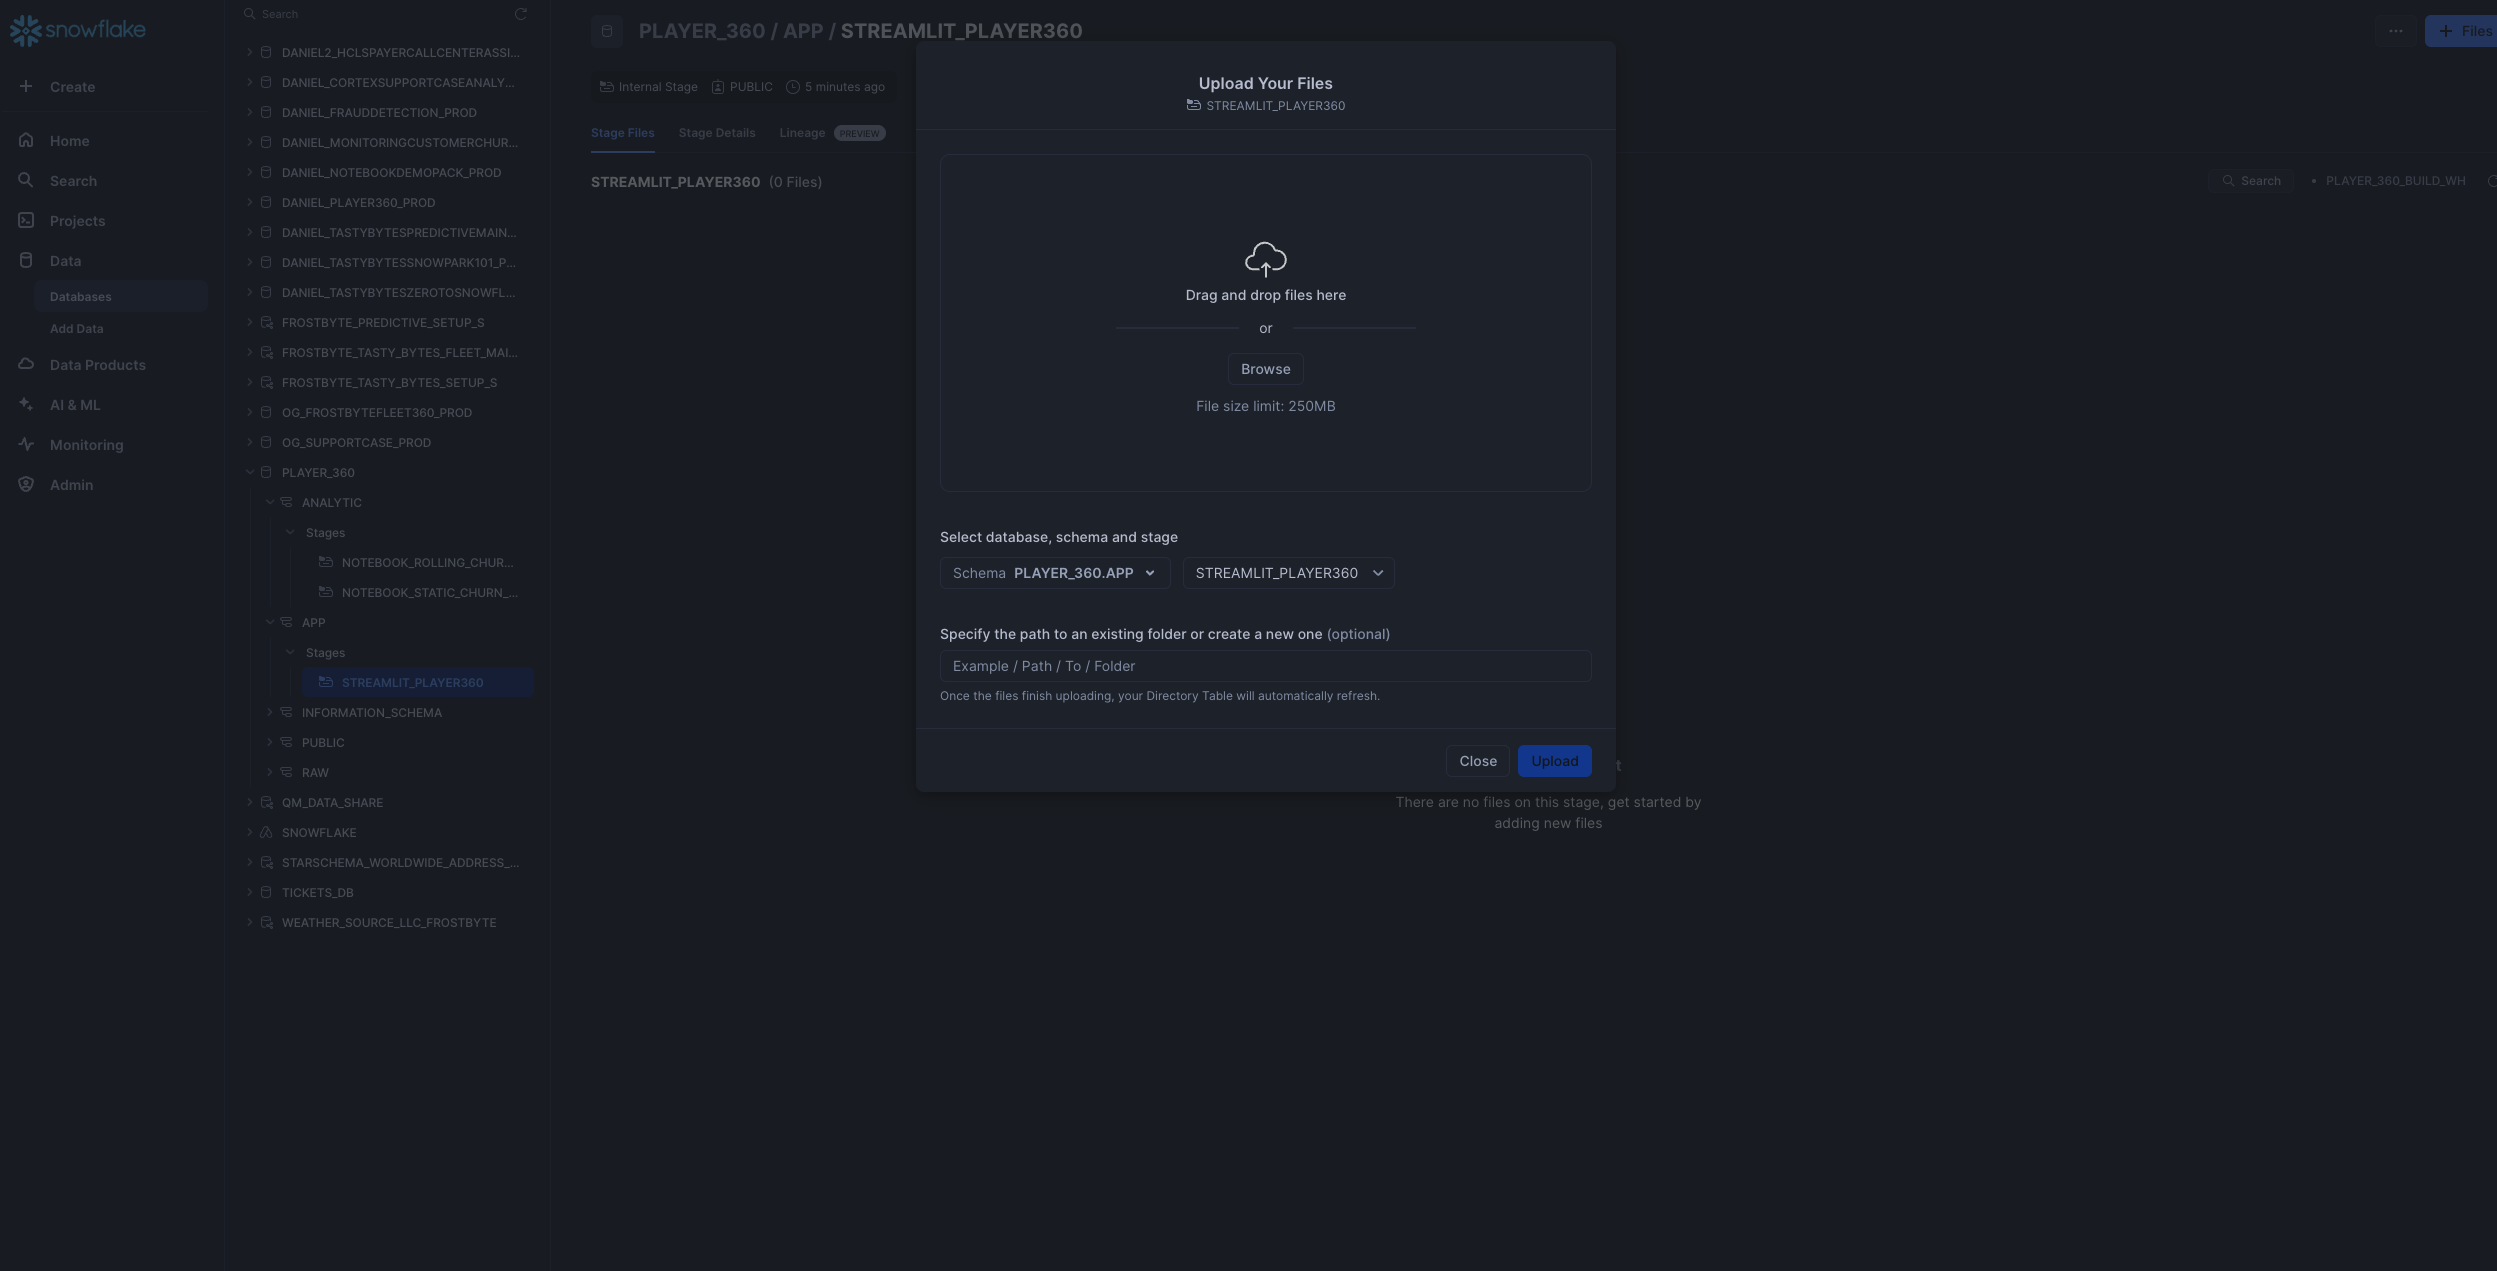 snowflake
Create
Home
Search
Projects
Data
Databases
Add Data
Data Products
AI & ML
Monitoring
Admin
Search
DANIEL2_HCLSPAYERCALLCENTERASSI...
DANIEL_CORTEXSUPPORTCASEANALY...
DANIEL_FRAUDDETECTION_PROD
DANIEL_MONITORINGCUSTOMERCHUR...
DANIEL_NOTEBOOKDEMOPACK_PROD
DANIEL_PLAYER360_PROD
DANIEL_TASTYBYTESPREDICTIVEMAIN...
DANIEL_TASTYBYTESSNOWPARK101_P...
DANIEL_TASTYBYTESZEROTOSNOWFL...
FROSTBYTE_PREDICTIVE_SETUP_S
FROSTBYTE_TASTY_BYTES_FLEET_MAI...
FROSTBYTE_TASTY_BYTES_SETUP_S
OG_FROSTBYTEFLEET360_PROD
OG_SUPPORTCASE_PROD
PLAYER_360
ANALYTIC
Stages
NOTEBOOK_ROLLING_CHUR...
NOTEBOOK_STATIC_CHURN_...
APP
Stages
STREAMLIT_PLAYER360
INFORMATION_SCHEMA
PUBLIC
RAW
QM_DATA_SHARE
SNOWFLAKE
STARSCHEMA_WORLDWIDE_ADDRESS_...
TICKETS_DB
WEATHER_SOURCE_LLC_FROSTBYTE
PLAYER_360 / APP / STREAMLIT_PLAYER360
... + Files
Internal Stage PUBLIC 5 minutes ago
Stage Files Stage Details Lineage PREVIEW
STREAMLIT_PLAYER360 (0 Files)
Search • PLAYER_360_BUILD_WH
Upload Your Files
STREAMLIT_PLAYER360
Drag and drop files here
or
Browse
File size limit: 250MB
Select database, schema and stage
Schema PLAYER_360.APP STREAMLIT_PLAYER360
Specify the path to an existing folder or create a new one (optional)
Example / Path / To / Folder
Once the files finish uploading, your Directory Table will automatically refresh.
Close Upload
There are no files on this stage, get started by
adding new files